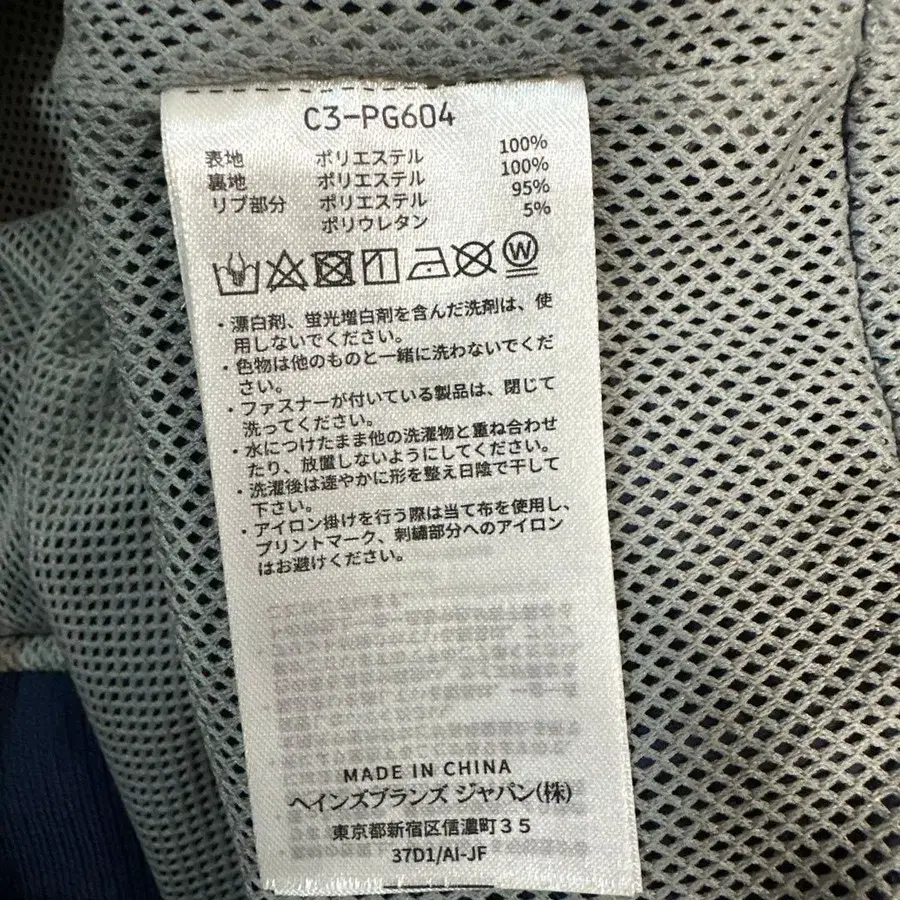 C3-PG604
表地 ポリエステル 100%
裏地 ポリエステル 100%
リブ部分 ポリエステル 95%
ポリウレタン 5%
W
・漂白剤、蛍光増白剤を含んだ洗剤は、使
用しないでください。
・色物は他のものと一緒に洗わないでくだ
さい。
・ファスナーが付いている製品は、閉じて
洗ってください。
・水につけたまま他の洗濯物と重ね合わせ
たり、放置しないようにしてください。
・洗濯後は速やかに形を整え日陰で干して
下さい。
・アイロン掛けを行う際は当て布を使用し、
プリントマーク、刺繍部分へのアイロン
はお避けください。
MADE IN CHINA
ヘインズブランズ ジャパン(株)
東京都新宿区信濃町35
37D1/AI-JF